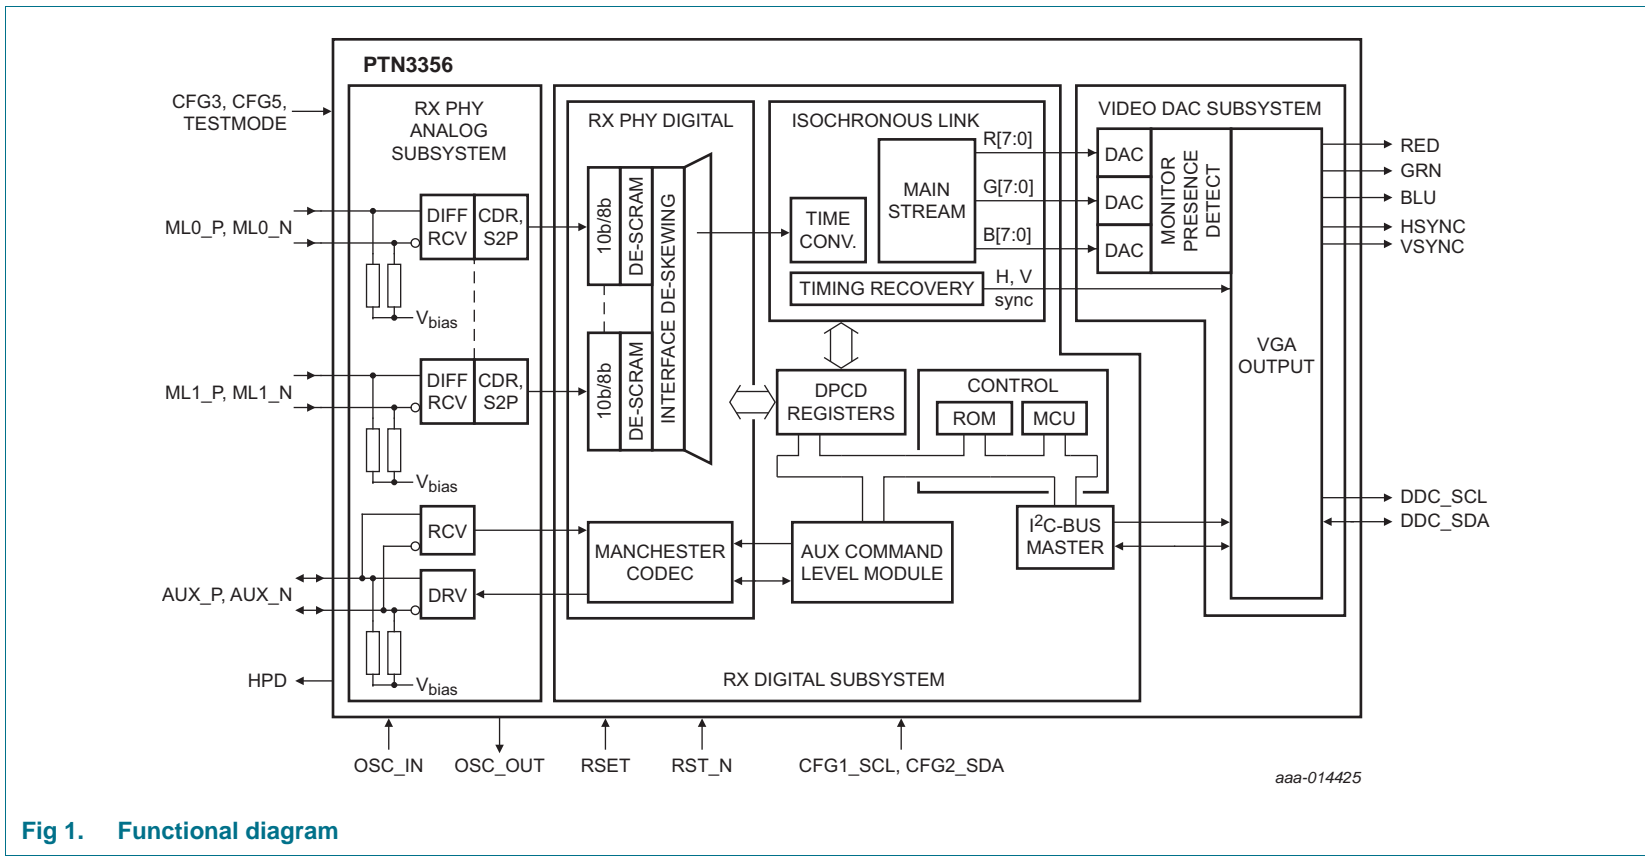 PTN3356
CFG3, CFG5,
TESTMODE
ML0_P, ML0_N
ML1_P, ML1_N
AUX_P, AUX_N
HPD
RX PHY
ANALOG
SUBSYSTEM
DIFF
RCV
CDR,
S2P
Vbias
DIFF
RCV
CDR,
S2P
Vbias
RCV
DRV
Vbias
RX PHY DIGITAL
10b/8b
DE-SCRAM
INTERFACE DE-SKEWING
10b/8b
DE-SCRAM
MANCHESTER
CODEC
ISOCHRONOUS LINK
TIME
CONV.
MAIN
STREAM
R[7:0]
G[7:0]
B[7:0]
TIMING RECOVERY
H, V
sync
DPCD
REGISTERS
CONTROL
ROM
MCU
AUX COMMAND
LEVEL MODULE
I2C-BUS
MASTER
RX DIGITAL SUBSYSTEM
VIDEO DAC SUBSYSTEM
DAC
DAC
DAC
MONITOR
PRESENCE
DETECT
VGA
OUTPUT
RED
GRN
BLU
HSYNC
VSYNC
DDC_SCL
DDC_SDA
OSC_IN
OSC_OUT
RSET
RST_N
CFG1_SCL, CFG2_SDA
aaa-014425
Fig 1. Functional diagram